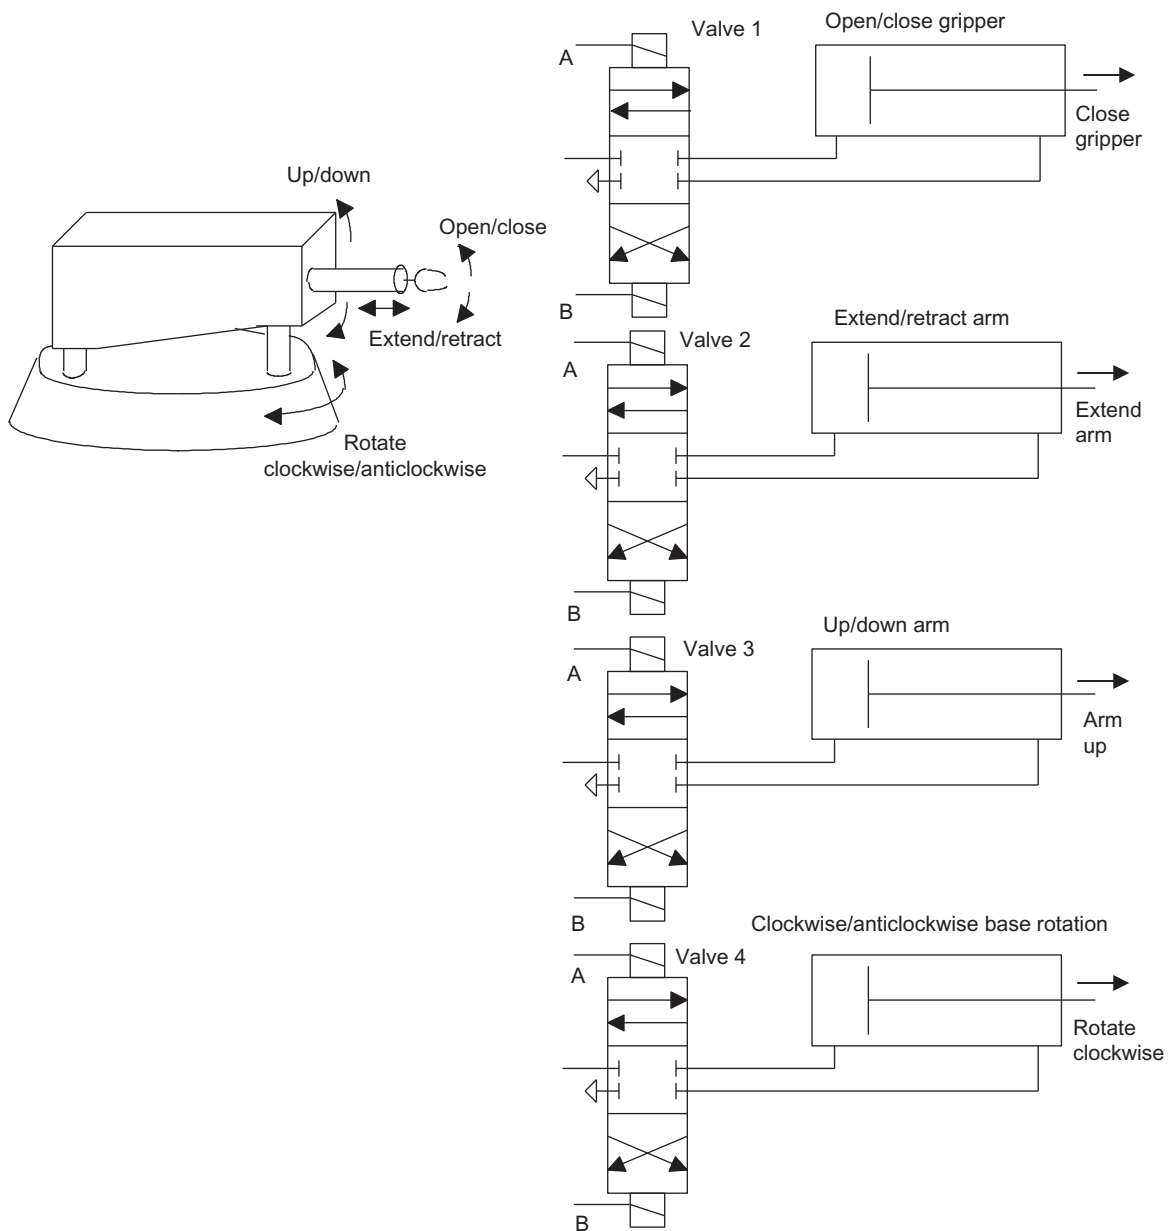 Up/down
Open/close
Extend/retract
Rotate
clockwise/anticlockwise
Valve 1
Open/close gripper
A
Close
gripper
B
Valve 2
Extend/retract arm
A
Extend
arm
B
Valve 3
Up/down arm
A
Arm
up
B
Valve 4
Clockwise/anticlockwise base rotation
A
Rotate
clockwise
B